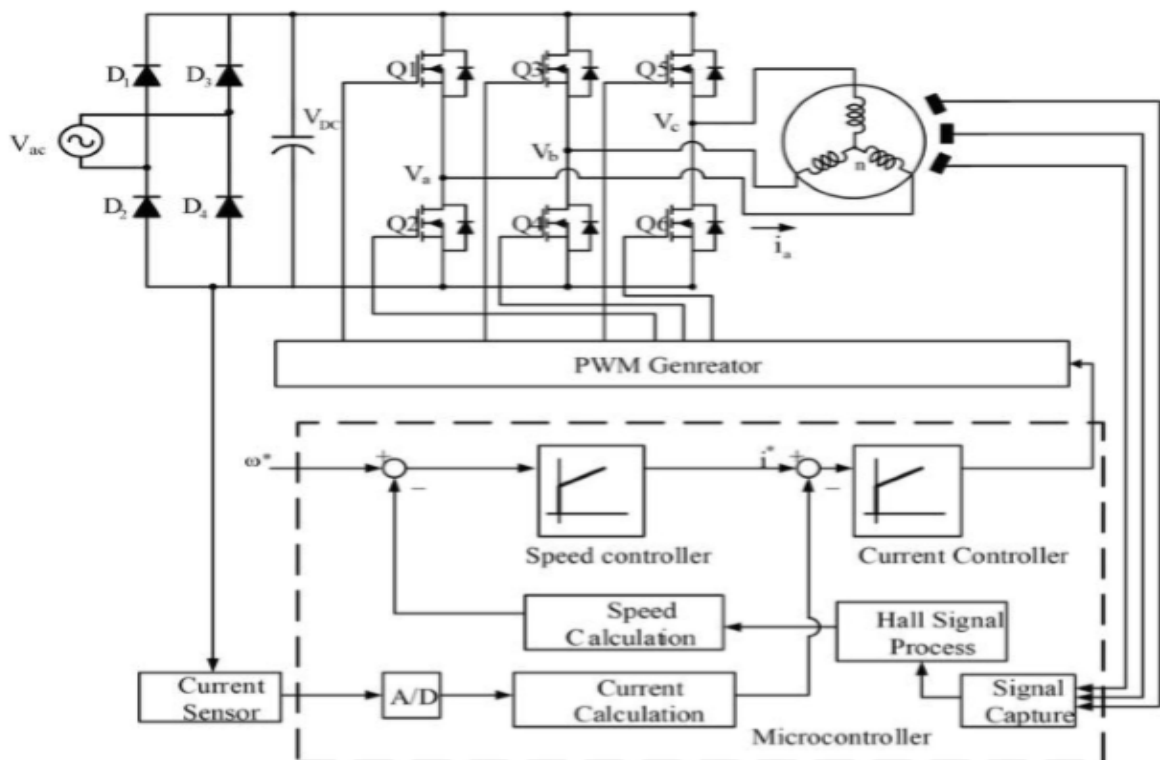 D1
D3
Vac
D2
D4
VDC
Q1
Q3
Q5
Vc
Vb
Va
n
Q2
Q4
Q6
ia
PWM Genreator
ω*
+
−
i*
+
−
Speed controller
Current Controller
Speed
Calculation
Hall Signal
Process
Current
Sensor
A/D
Current
Calculation
Signal
Capture
Microcontroller